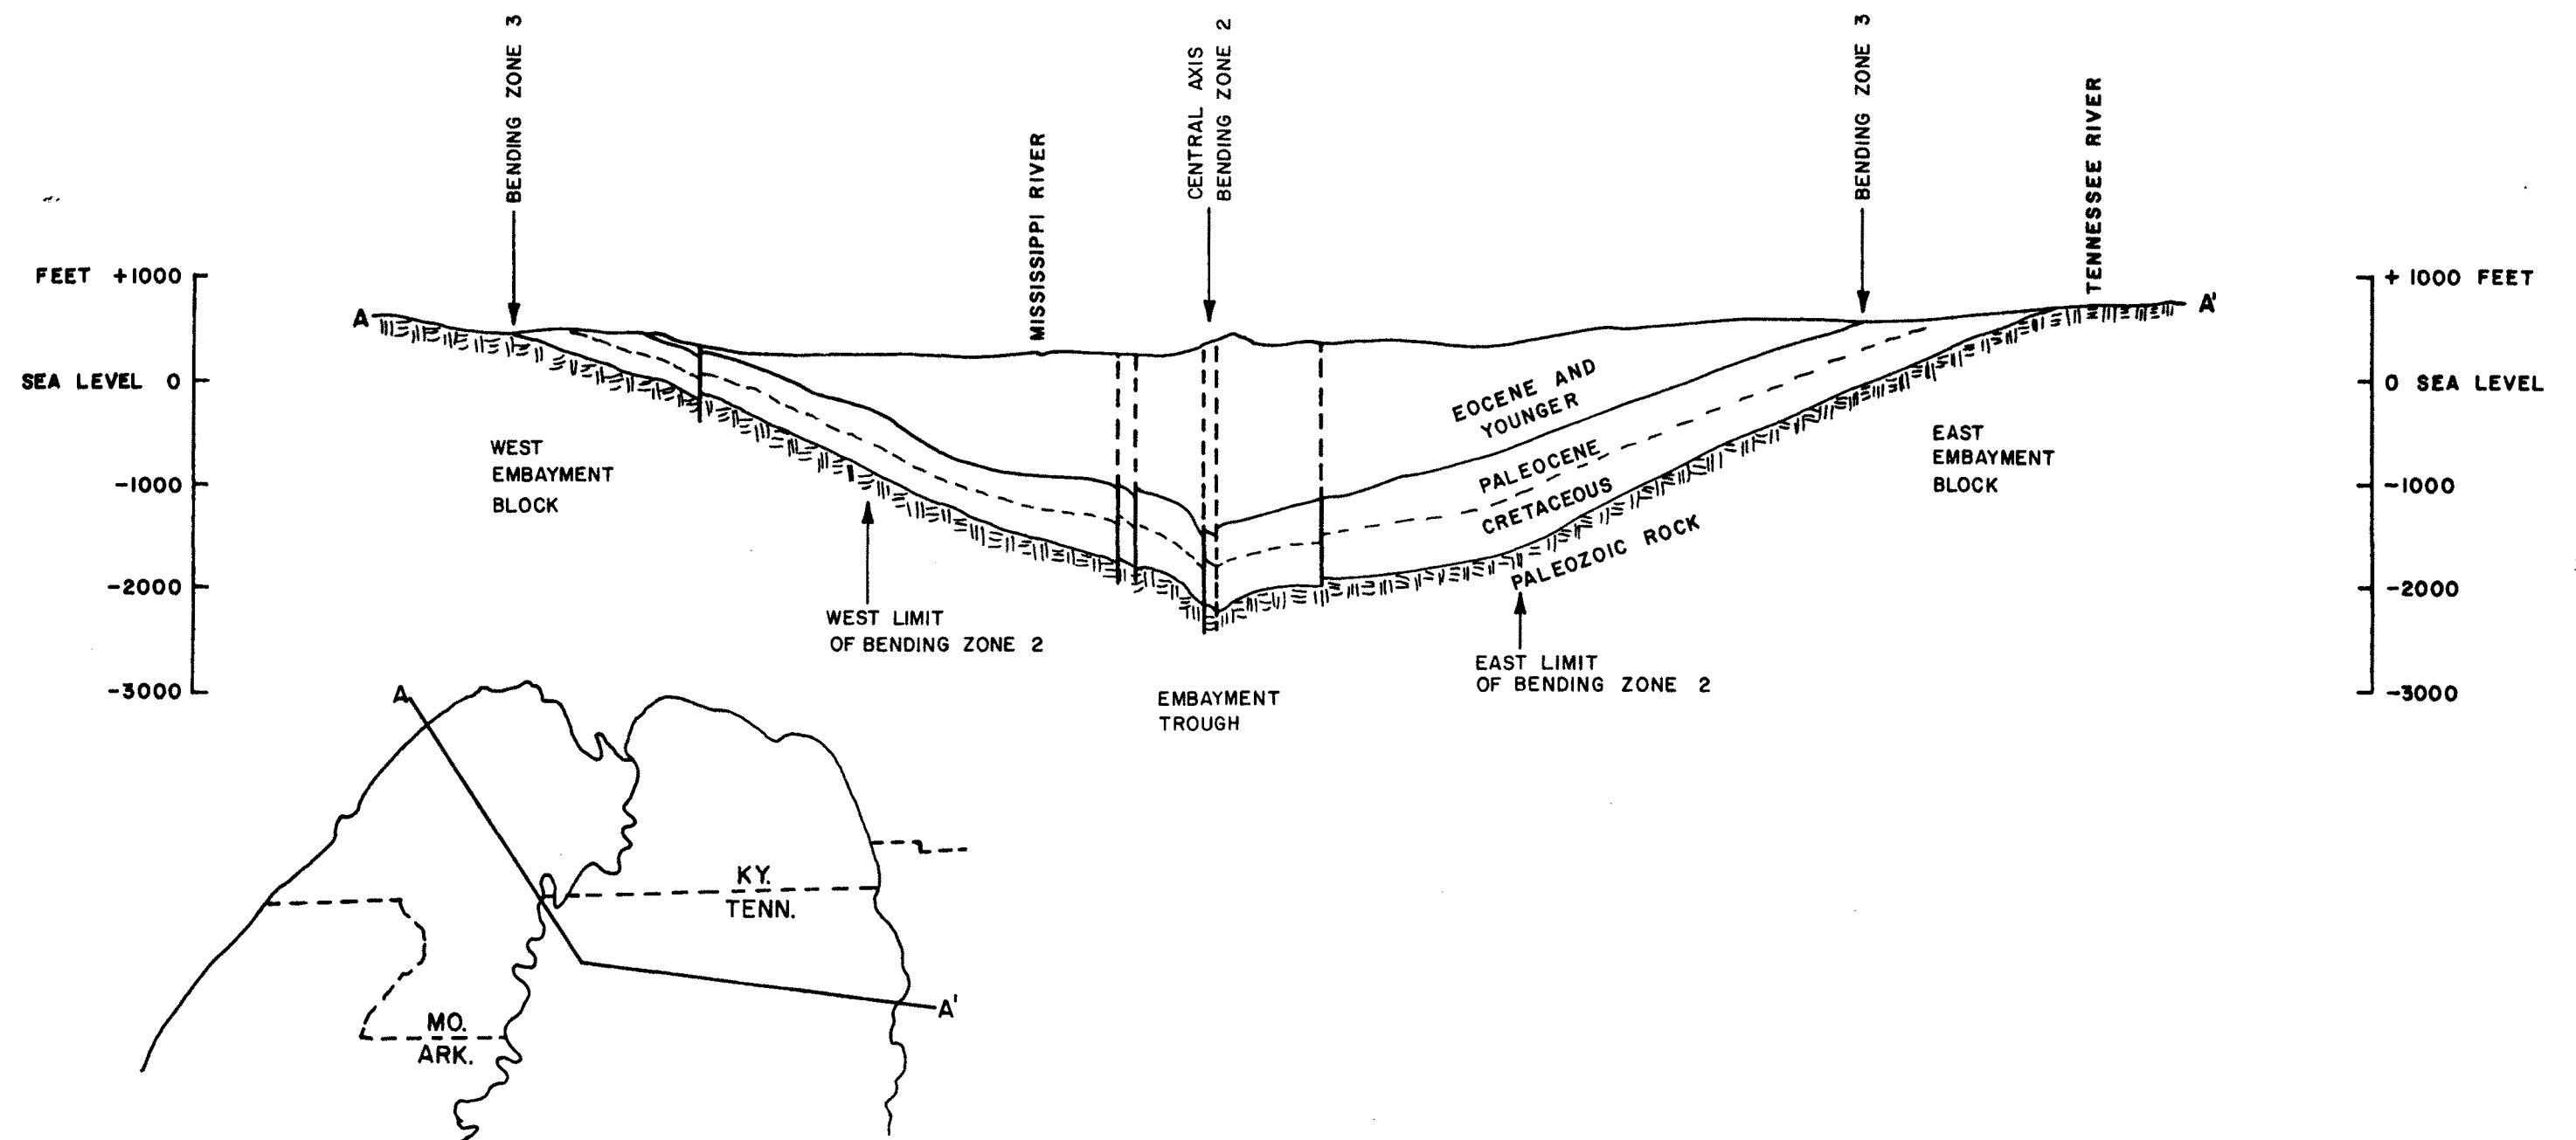 BENDING ZONE 3
MISSISSIPPI RIVER
CENTRAL AXIS
BENDING ZONE 2
BENDING ZONE 3
TENNESSEE RIVER
FEET +1000
SEA LEVEL 0
-1000
-2000
-3000
+1000 FEET
0 SEA LEVEL
-1000
-2000
-3000
A
A'
WEST
EMBAYMENT
BLOCK
EOCENE AND
YOUNGER
PALEOCENE
CRETACEOUS
PALEOZOIC ROCK
EAST
EMBAYMENT
BLOCK
WEST LIMIT
OF BENDING ZONE 2
EAST LIMIT
OF BENDING ZONE 2
EMBAYMENT
TROUGH
A
KY.
TENN.
A'
MO.
ARK.